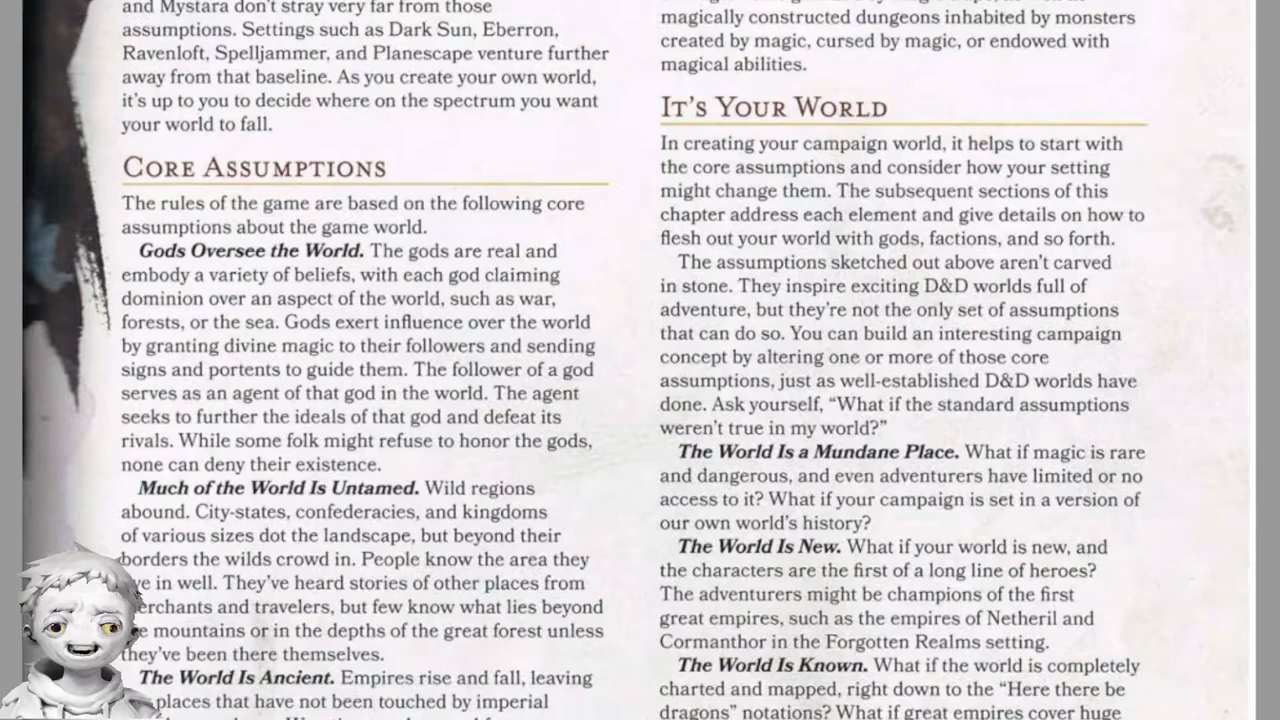 and Mystara don't stray very far from those
assumptions. Settings such as Dark Sun, Eberron,
Ravenloft, Spelljammer, and Planescape venture further
away from that baseline. As you create your own world,
it's up to you to decide where on the spectrum you want
your world to fall.
CORE ASSUMPTIONS
The rules of the game are based on the following core
assumptions about the game world.
Gods Oversee the World. The gods are real and
embody a variety of beliefs, with each god claiming
dominion over an aspect of the world, such as war,
forests, or the sea. Gods exert influence over the world
by granting divine magic to their followers and sending
signs and portents to guide them. The follower of a god
serves as an agent of that god in the world. The agent
seeks to further the ideals of that god and defeat its
rivals. While some folk might refuse to honor the gods,
none can deny their existence.
Much of the World Is Untamed. Wild regions
abound. City-states, confederacies, and kingdoms
of various sizes dot the landscape, but beyond their
borders the wilds crowd in. People know the area they
in well. They've heard stories of other places from
erchants and travelers, but few know what lies beyond
mountains or in the depths of the great forest unless
they've been there themselves.
The World Is Ancient. Empires rise and fall, leaving
places that have not been touched by imperial
magically constructed dungeons inhabited by monsters
created by magic, cursed by magic, or endowed with
magical abilities.
IT'S YOUR WORLD
In creating your campaign world, it helps to start with
the core assumptions and consider how your setting
might change them. The subsequent sections of this
chapter address each element and give details on how to
flesh out your world with gods, factions, and so forth.
The assumptions sketched out above aren't carved
in stone. They inspire exciting D&D worlds full of
adventure, but they're not the only set of assumptions
that can do so. You can build an interesting campaign
concept by altering one or more of those core
assumptions, just as well-established D&D worlds have
done. Ask yourself, "What if the standard assumptions
weren't true in my world?"
The World Is a Mundane Place. What if magic is rare
and dangerous, and even adventurers have limited or no
access to it? What if your campaign is set in a version of
our own world's history?
The World Is New. What if your world is new, and
the characters are the first of a long line of heroes?
The adventurers might be champions of the first
great empires, such as the empires of Netheril and
Cormanthor in the Forgotten Realms setting.
The World Is Known. What if the world is completely
charted and mapped, right down to the "Here there be
dragons" notations? What if great empires cover huge